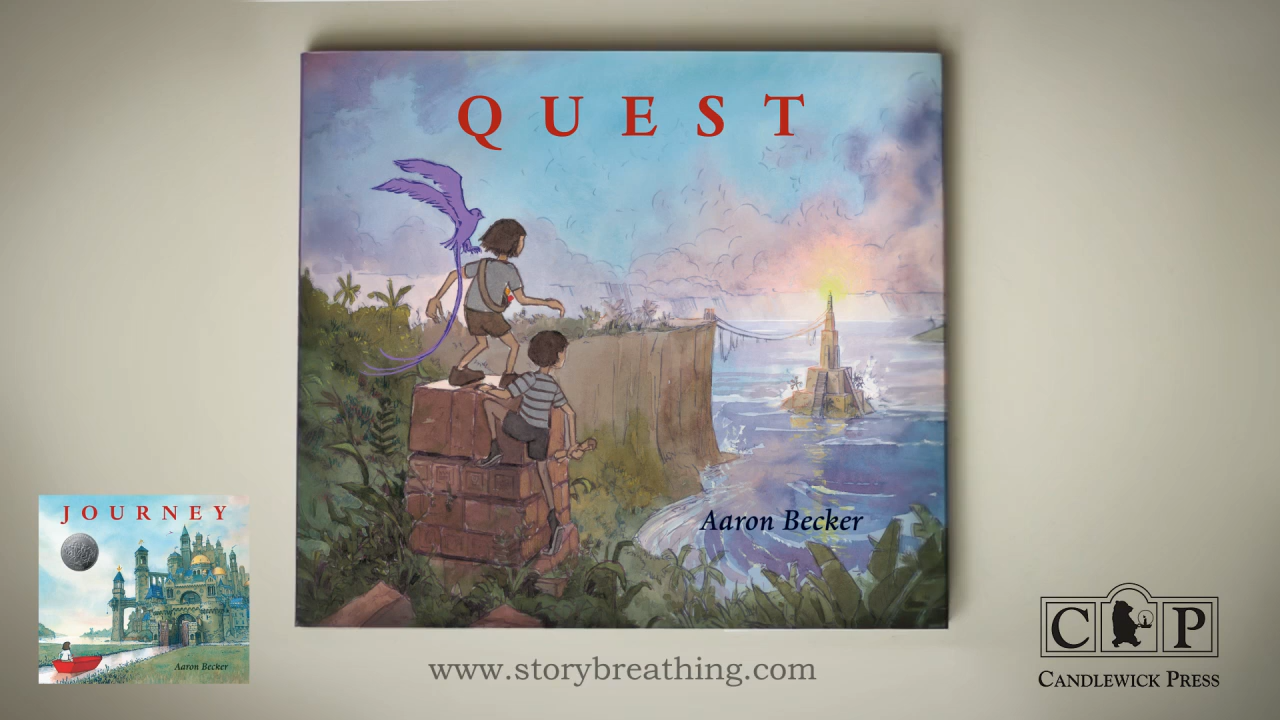 QUEST
Aaron Becker
JOURNEY
Aaron Becker
www.storybreathing.com
C P
CANDLEWICK PRESS